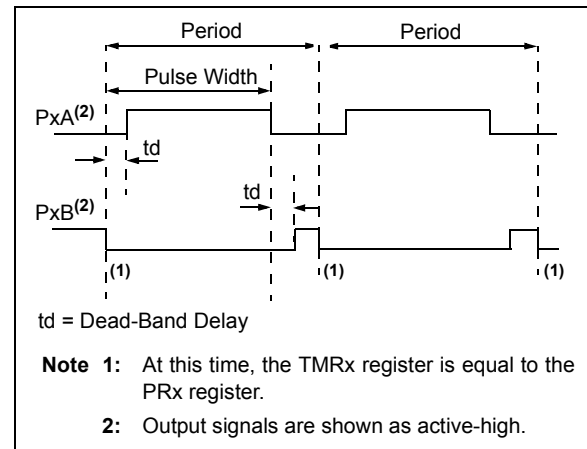 Period Period
Pulse Width
PxA(2)
td
td
PxB(2)
(1) (1) (1)
td = Dead-Band Delay
Note 1: At this time, the TMRx register is equal to the
PRx register.
2: Output signals are shown as active-high.